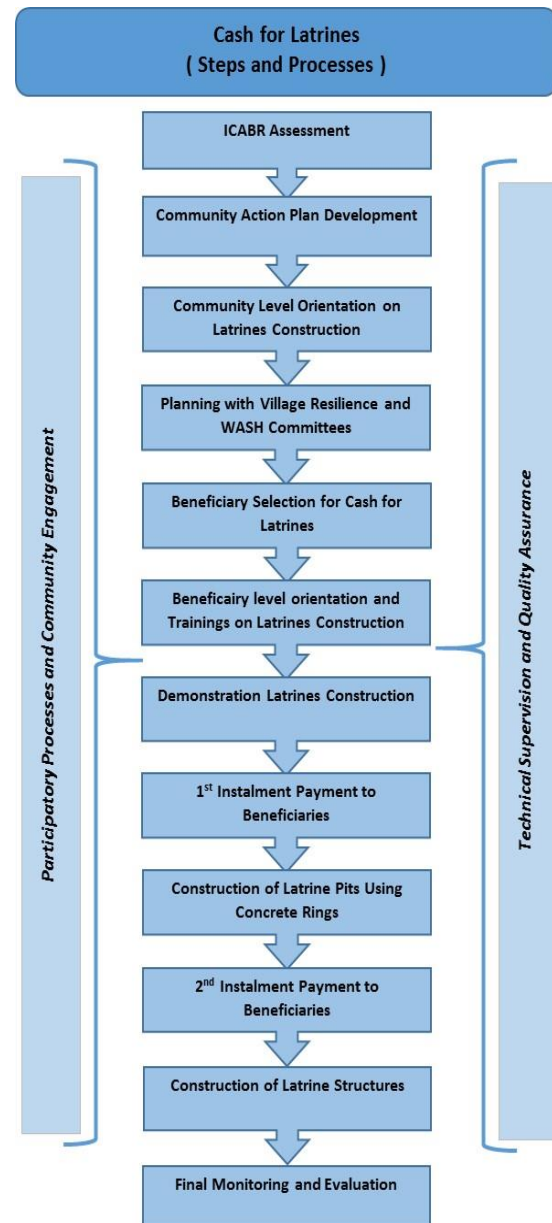 Cash for Latrines
( Steps and Processes )
ICABR Assessment
Community Action Plan Development
Community Level Orientation on
Latrines Construction
Planning with Village Resilience and
WASH Committees
Beneficiary Selection for Cash for
Latrines
Beneficairy level orientation and
Trainings on Latrines Construction
Demonstration Latrines Construction
1st Instalment Payment to
Beneficiaries
Construction of Latrine Pits Using
Concrete Rings
2nd Instalment Payment to
Beneficiaries
Construction of Latrine Structures
Final Monitoring and Evaluation
Participatory Processes and Community Engagement
Technical Supervision and Quality Assurance